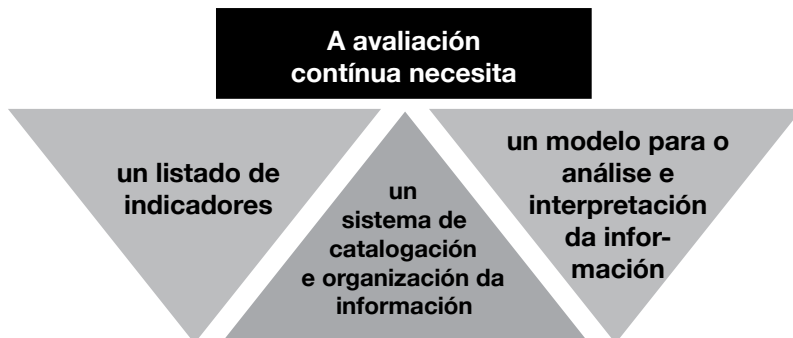 A avaliación
contínua necesita
un listado de
indicadores
un
sistema de
catalogación
e organización da
información
un modelo para o
análise e
interpretación
da infor-
mación